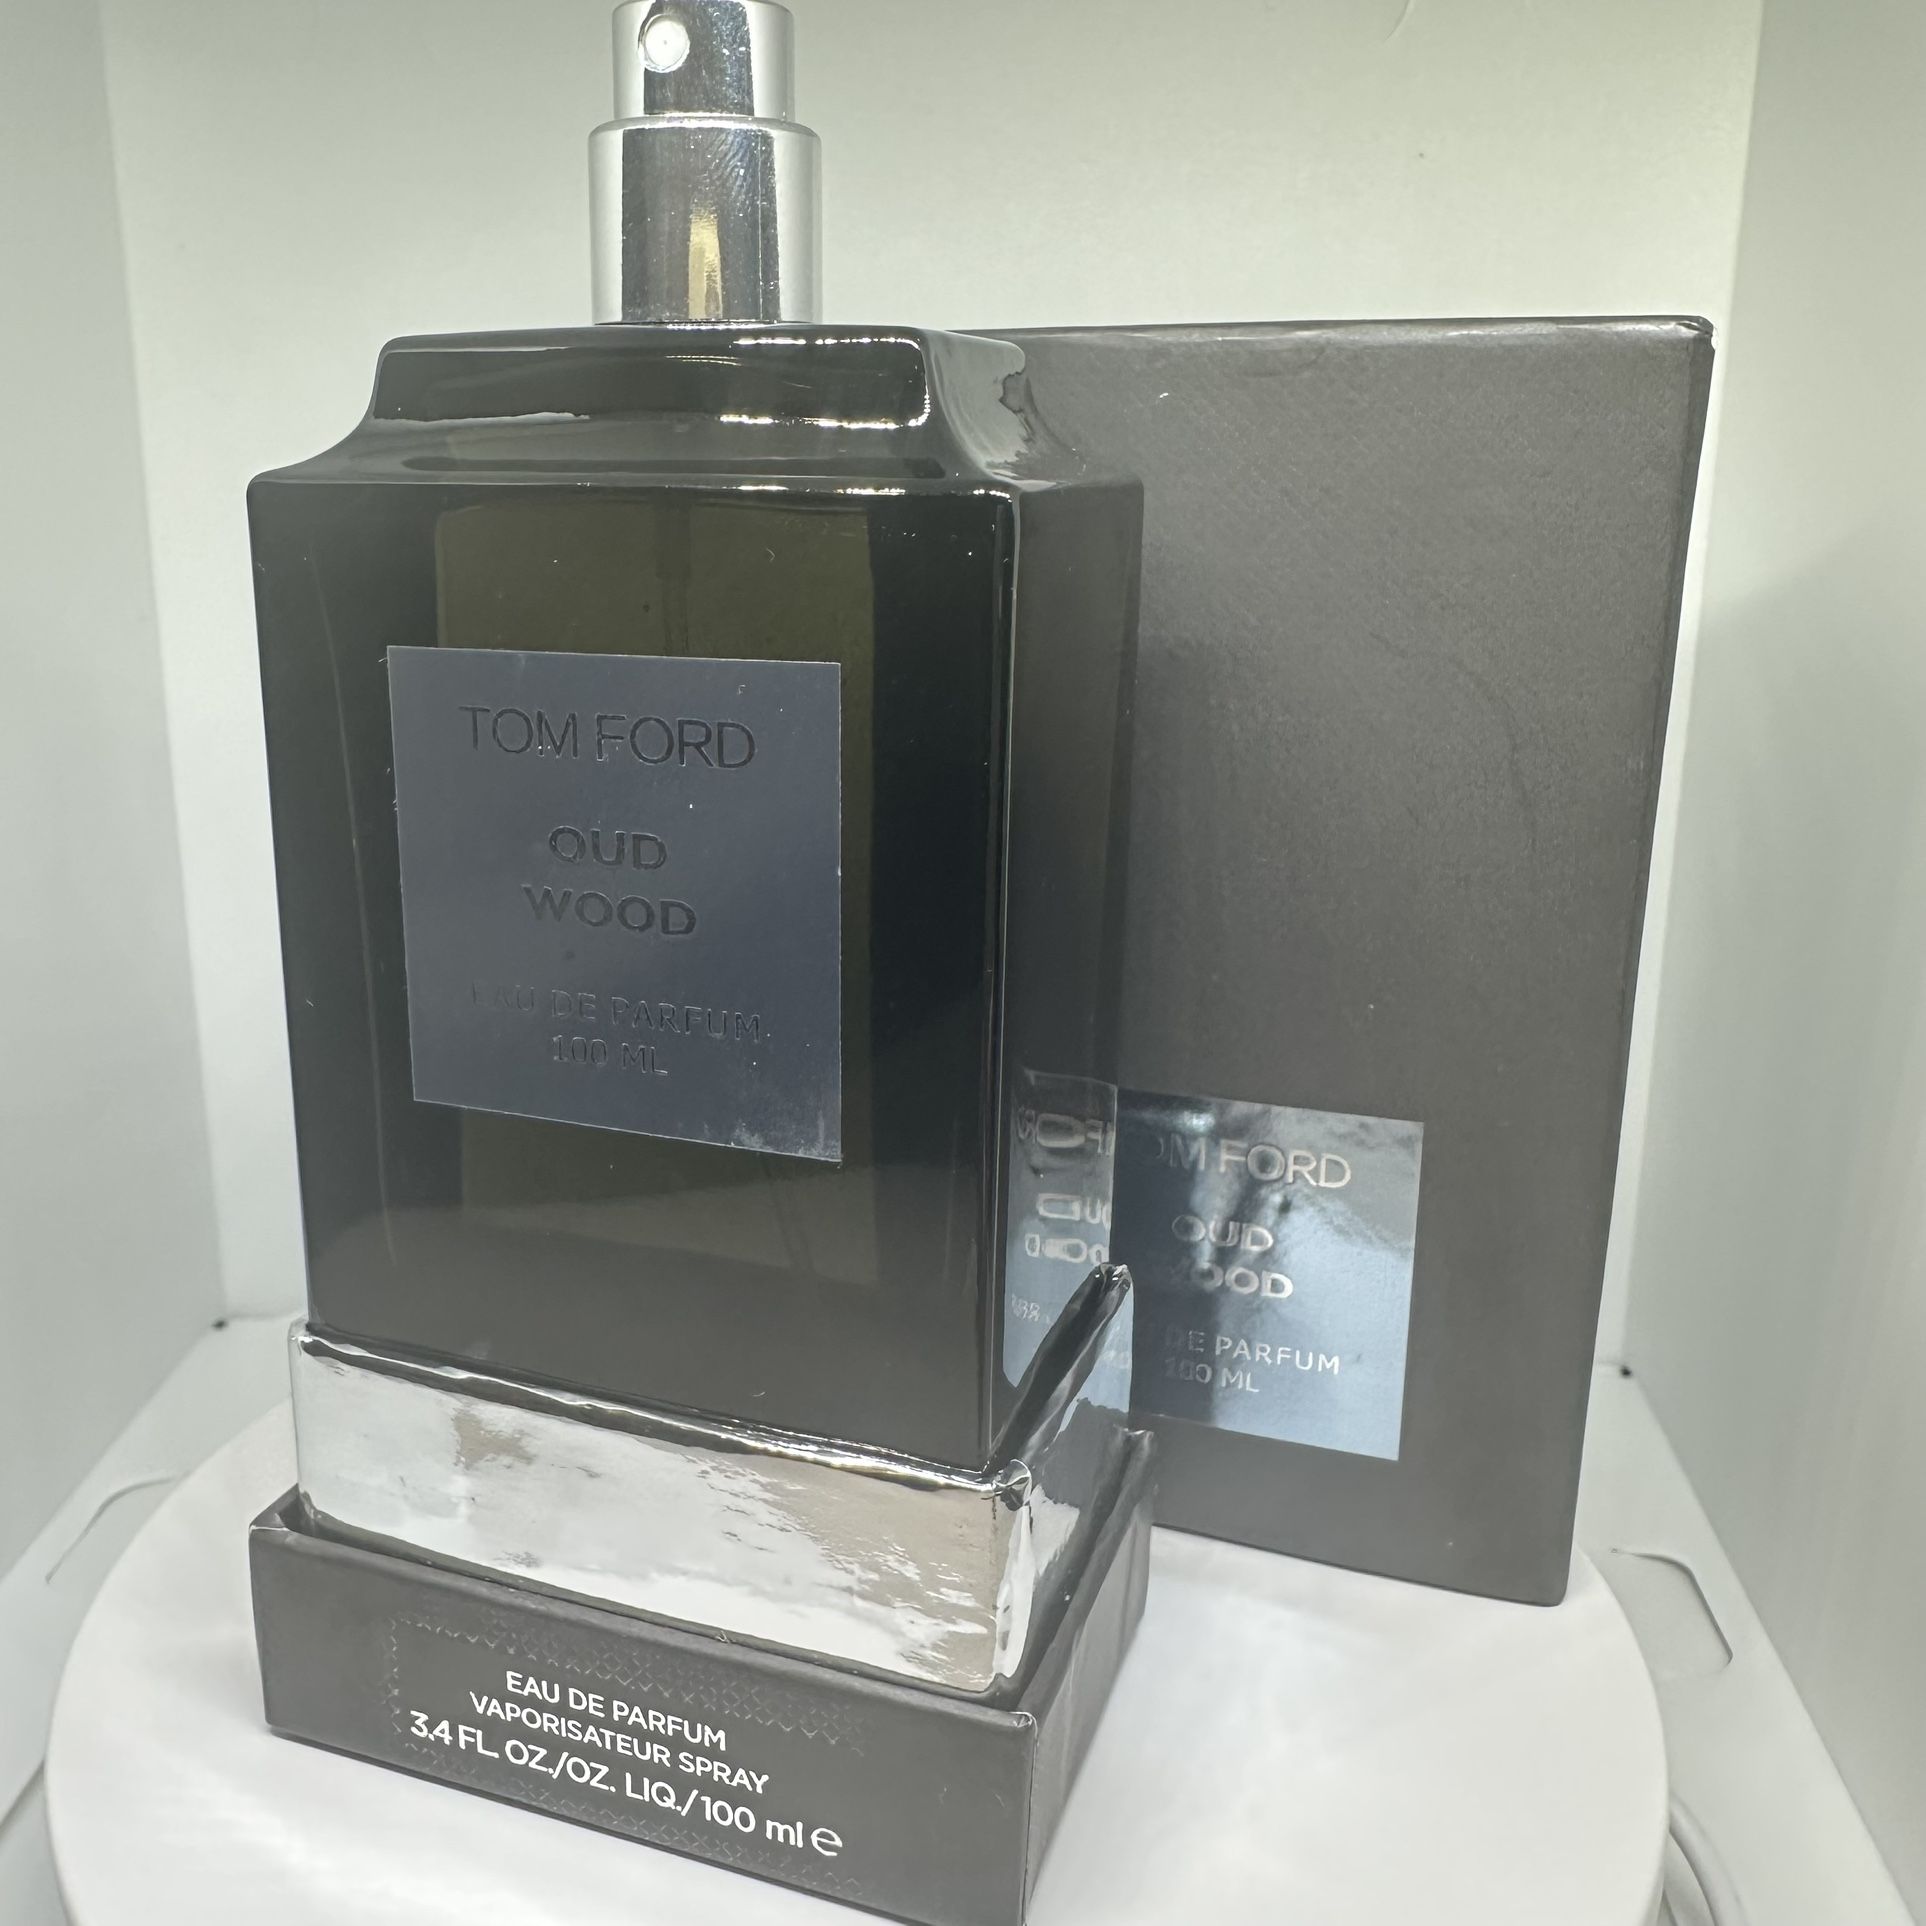 TOM FORD
OUD
WOOD
EAU DE PARFUM
100 ML
TOM FORD
OUD
WOOD
DE PARFUM
100 ML
EAU DE PARFUM
VAPORISATEUR SPRAY
3.4 FL. OZ./OZ. LIQ./100 ml ℮